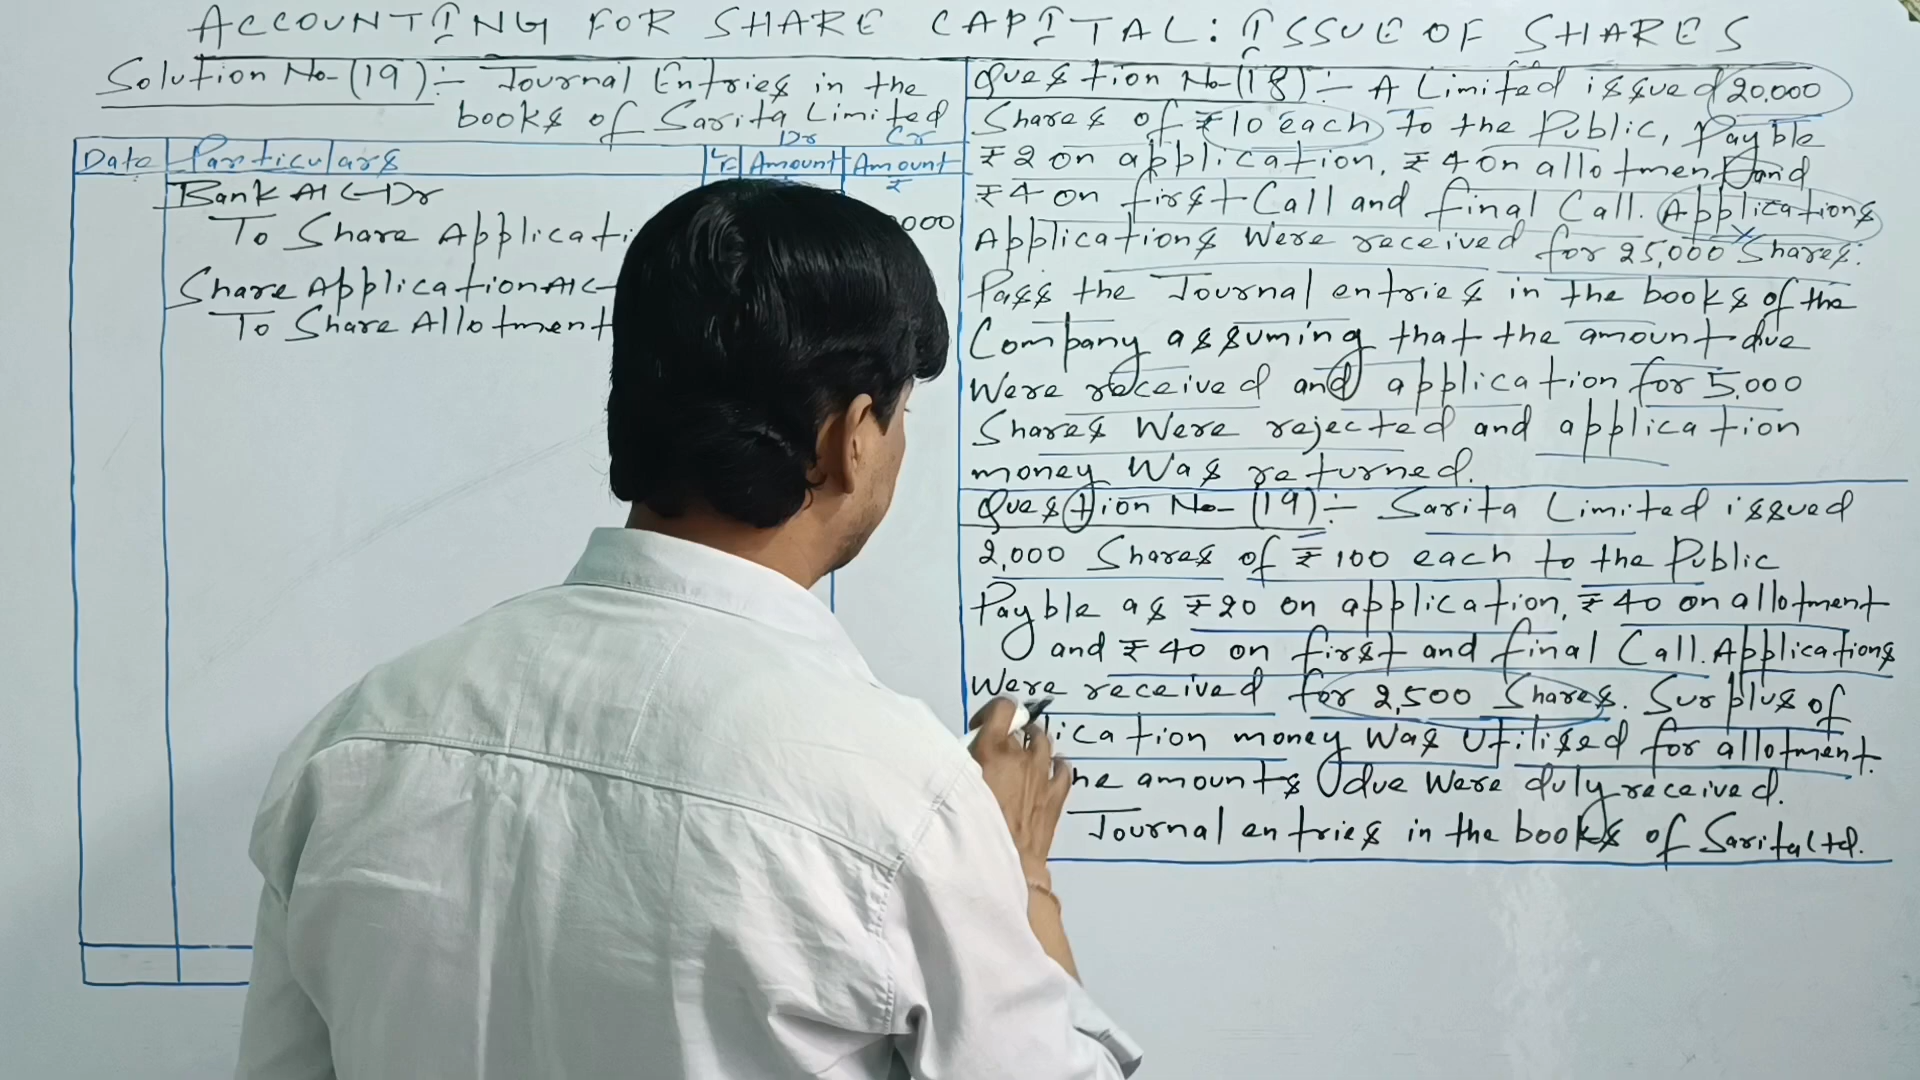 ACCOUNTING FOR SHARE CAPITAL: ISSUE OF SHARES
Solution No-(19):- Journal Entries in the
books of Sarita Limited
Dr Cr
Date Particulars LF Amount Amount
₹
Bank A/C-Dr
To Share Applicati
000
Share Application A/C-
To Share Allotment
Question No-(18):- A Limited issued 20,000
Shares of ₹10 each to the Public, Payble
₹2 on application, ₹4 on allotment and
₹4 on first Call and final Call. Applications
Applications Were received for 25,000 Shares.
Pass the Journal entries in the books of the
Company assuming that the amount due
Were received and application for 5,000
Shares Were rejected and application
money Was returned.
Question No-(19):- Sarita Limited issued
2,000 Shares of ₹100 each to the Public
Payble as ₹20 on application, ₹40 on allotment
and ₹40 on first and final Call. Applications
Were received for 2,500 Shares. Surplus of
ication money Was Utilised for allotment.
he amounts due Were duly received.
Journal entries in the books of Sarita Ltd.